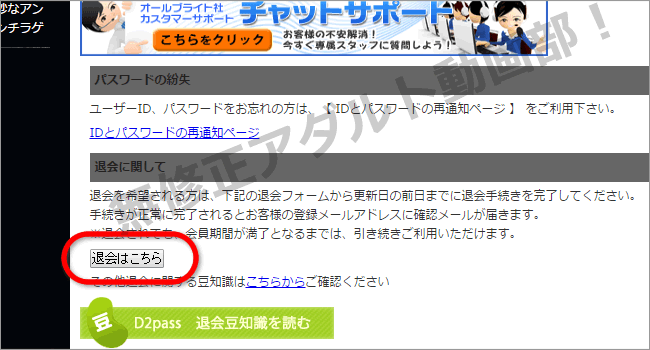 妙なアン
ンチラゲ
オールブライト社
カスタマーサポート
チャットサポート
こちらをクリック
お客様の不安解消！
今すぐ専属スタッフに質問しよう！
パスワードの紛失
ユーザーID、パスワードをお忘れの方は、【 IDとパスワードの再通知ページ 】 をご利用下さい。
IDとパスワードの再通知ページ
退会に関して
退会を希望される方は、下記の退会フォームから更新日の前日までに退会手続きを完了してください。
手続きが正常に完了されるとお客様の登録メールアドレスに確認メールが届きます。
※退会されても、会員期間が満了となるまでは、引き続きご利用いただけます。
退会はこちら
その他退会に関する豆知識はこちらからご確認ください
豆
D2pass 退会豆知識を読む
無修正アダルト動画部！